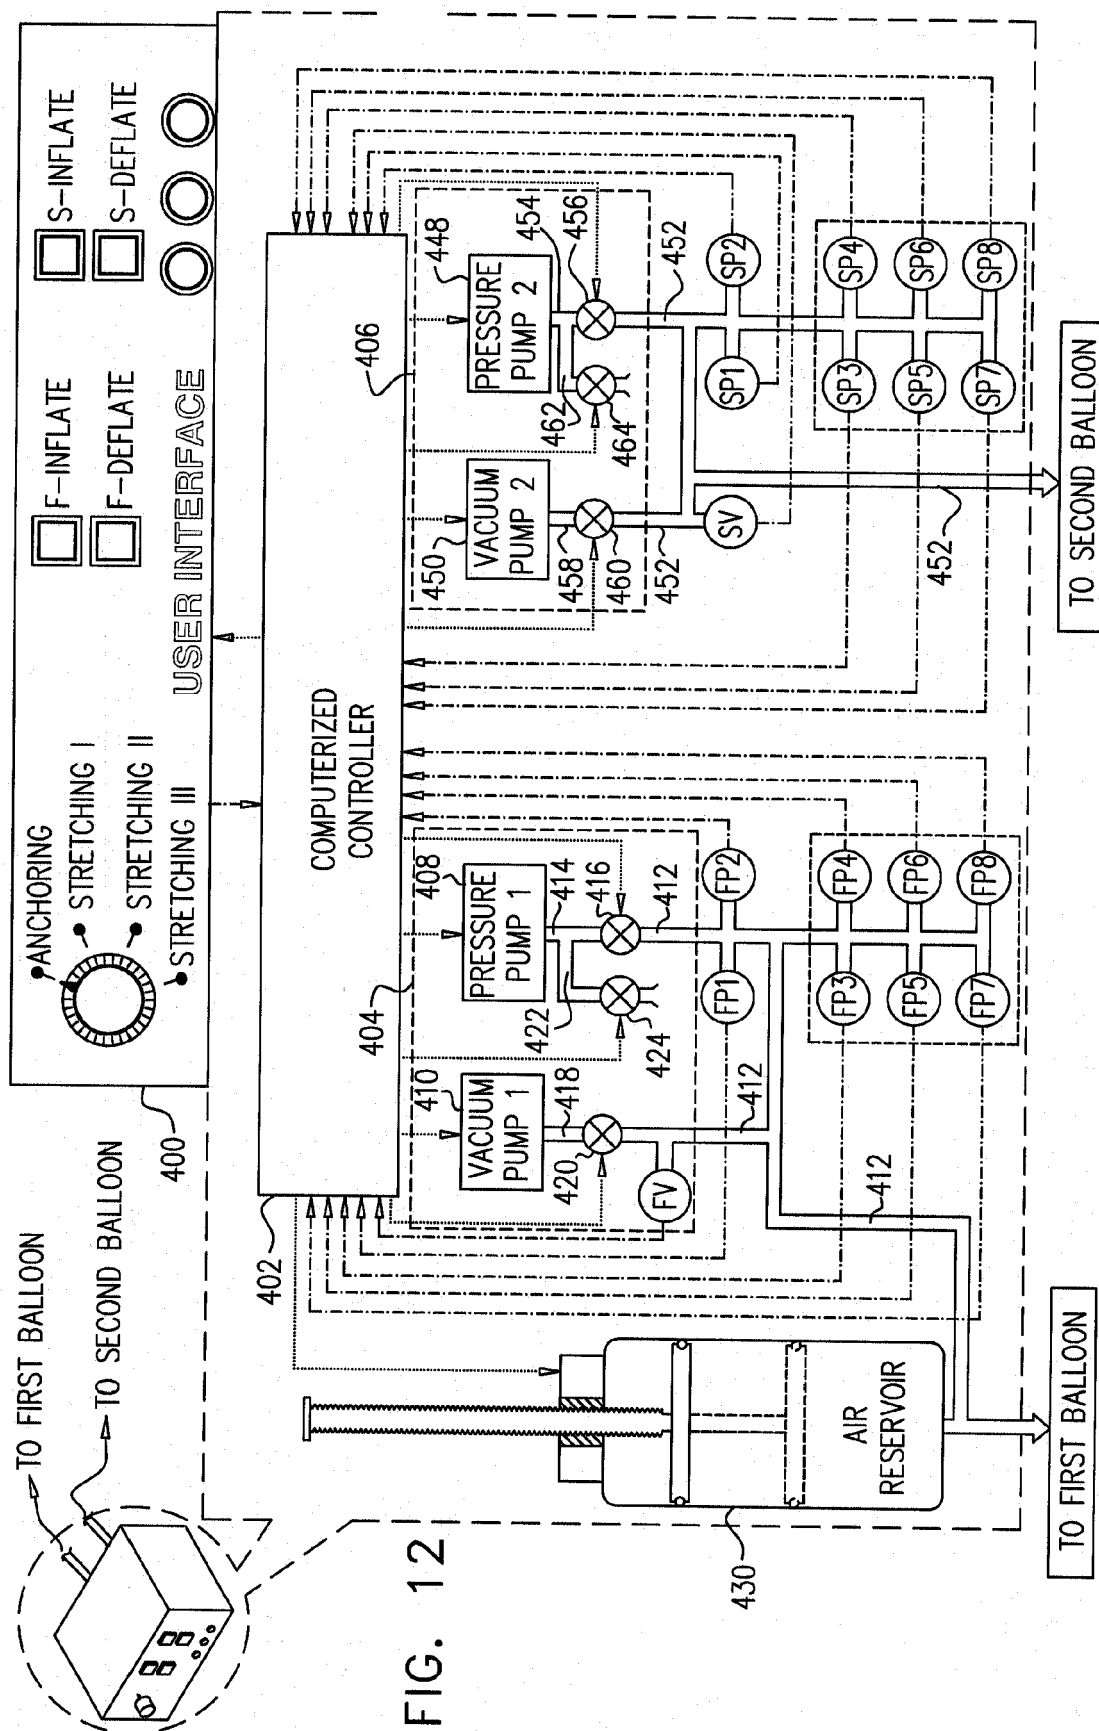 TO FIRST BALLOON
TO SECOND BALLOON
400
ANCHORING
STRETCHING I
STRETCHING II
STRETCHING III
F-INFLATE
F-DEFLATE
S-INFLATE
S-DEFLATE
USER INTERFACE
402
COMPUTERIZED
CONTROLLER
404
406
410
VACUUM
PUMP 1
408
PRESSURE
PUMP 1
418
420
422
424
414
416
412
FV
412
412
FP1
FP2
FP3
FP4
FP5
FP6
FP7
FP8
450
VACUUM
PUMP 2
448
PRESSURE
PUMP 2
458
460
462
464
454
456
452
452
SV
452
SP1
SP2
SP3
SP4
SP5
SP6
SP7
SP8
AIR
RESERVOIR
430
TO FIRST BALLOON
TO SECOND BALLOON
FIG. 12